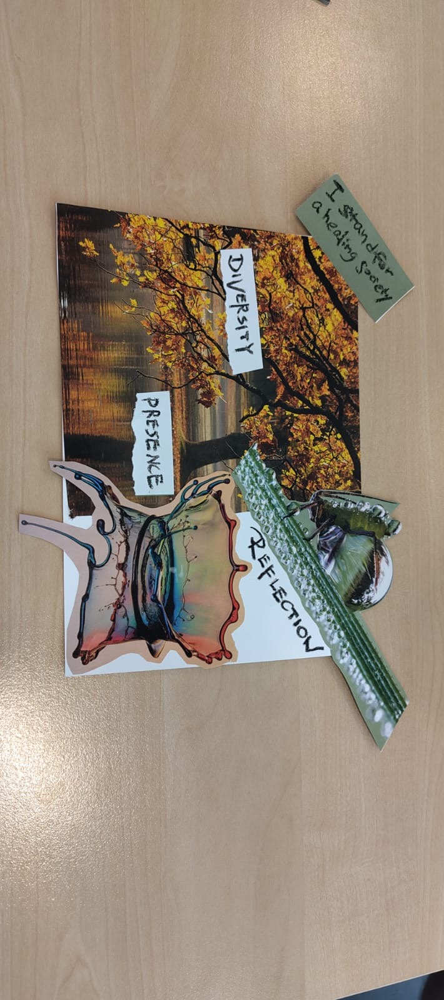 I stand for
a healing society
DIVERSITY
PRESENCE
REFLECTION